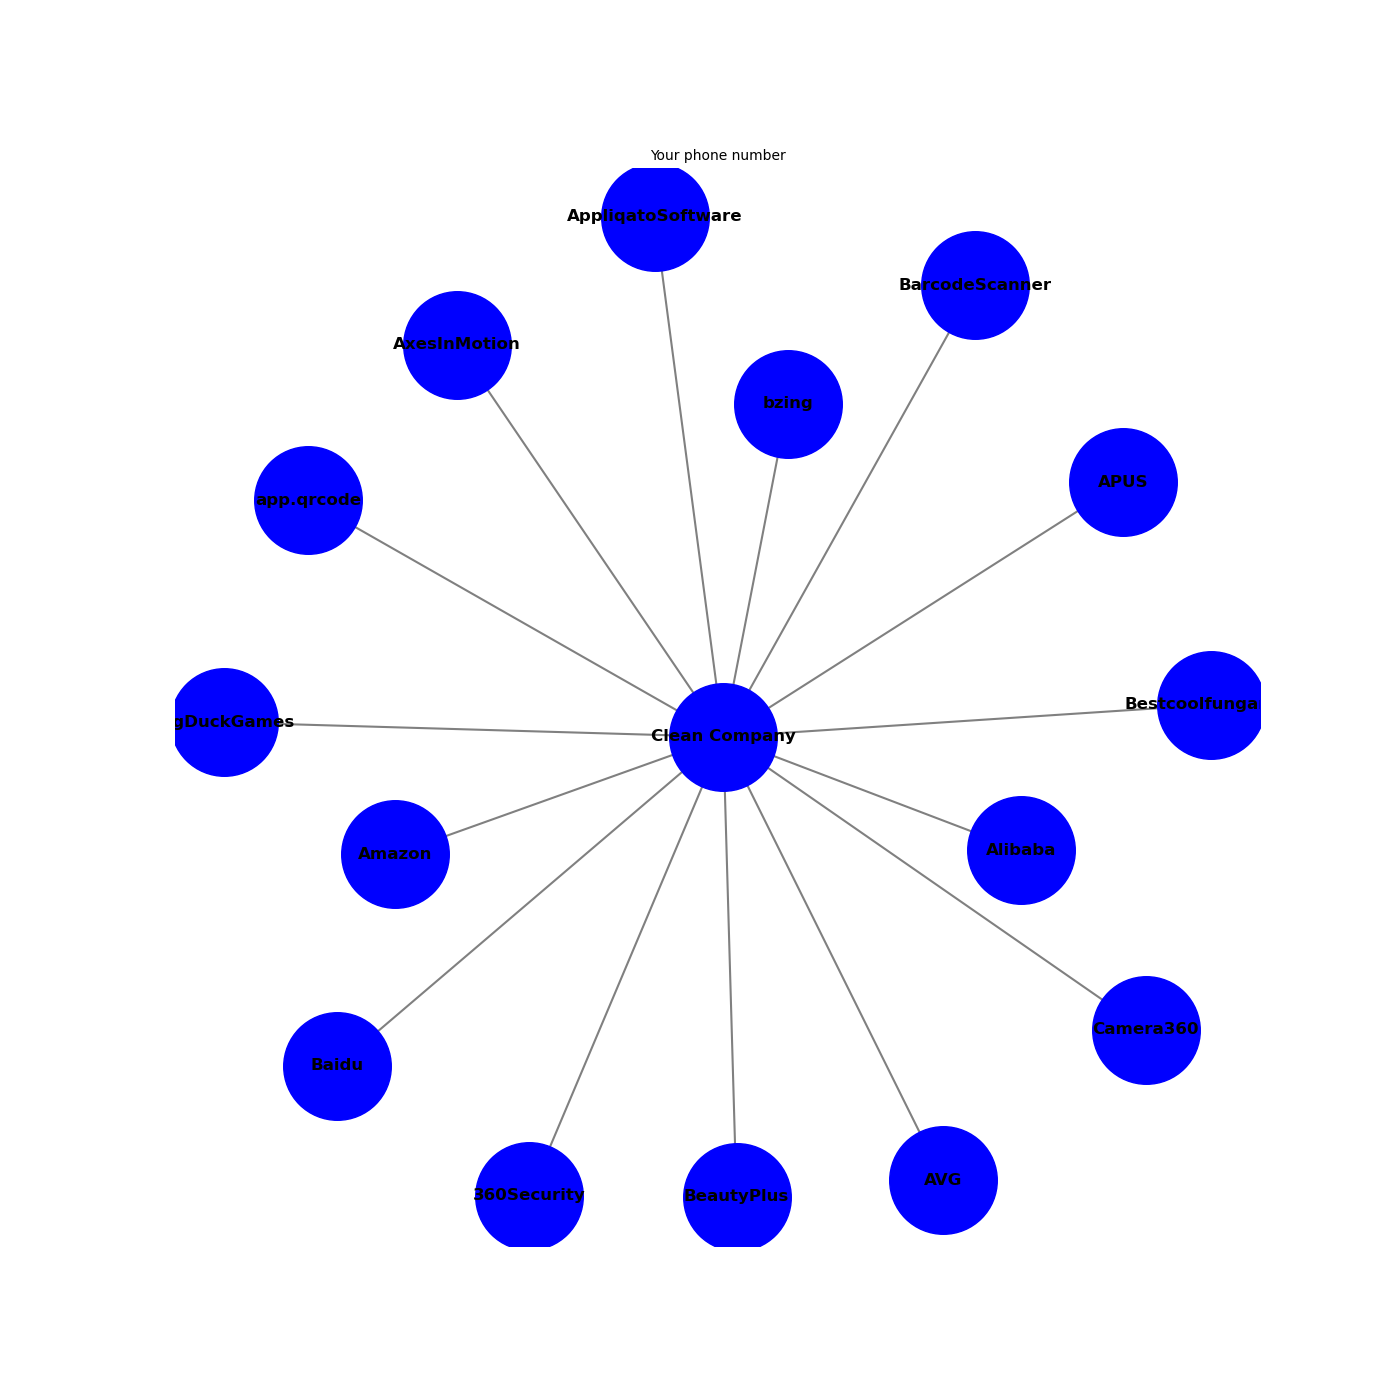 Your phone number
AppliqatoSoftware
BarcodeScanner
AxesInMotion
bzing
APUS
app.qrcode
Bestcoolfunga
gDuckGames
Clean Company
Alibaba
Amazon
Camera360
Baidu
AVG
360Security
BeautyPlus